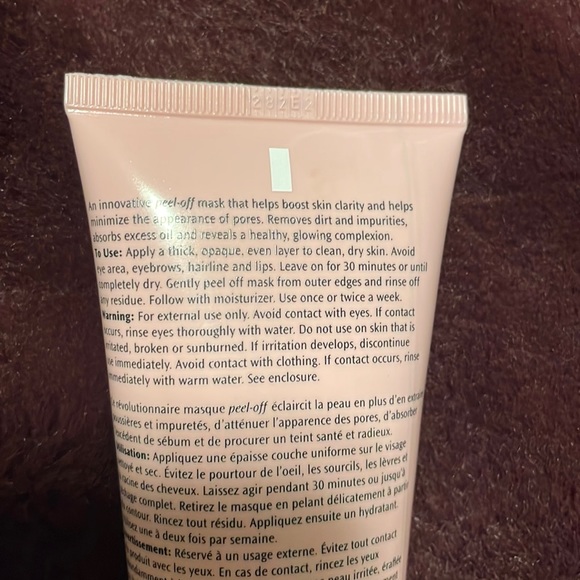 287E2
An innovative peel-off mask that helps boost skin clarity and helps
minimize the appearance of pores. Removes dirt and impurities,
absorbs excess oil and reveals a healthy, glowing complexion.
To Use: Apply a thick, opaque, even layer to clean, dry skin. Avoid
eye area, eyebrows, hairline and lips. Leave on for 30 minutes or until
completely dry. Gently peel off mask from outer edges and rinse off
any residue. Follow with moisturizer. Use once or twice a week.
Warning: For external use only. Avoid contact with eyes. If contact
occurs, rinse eyes thoroughly with water. Do not use on skin that is
irritated, broken or sunburned. If irritation develops, discontinue
use immediately. Avoid contact with clothing. If contact occurs, rinse
immediately with warm water. See enclosure.
révolutionnaire masque peel-off éclaircit la peau en plus d'en
et impuretés, d'atténuer l'apparence des pores, d'absorber
de sébum et de procurer un teint santé et radieux.
Utilisation: Appliquez une épaisse couche uniforme sur le visage
et sec. Évitez le pourtour de l'oeil, les sourcils, les lèvres et
racine des cheveux. Laissez agir pendant 30 minutes ou jusqu'à
complet. Retirez le masque en pelant délicatement à
contour. Rincez tout résidu. Appliquez ensuite un hydratant.
une à deux fois par semaine.
Avertissement: Réservé à un usage externe. Évitez tout contact
produit avec les yeux. En cas de contact, rincez les yeux
peau irritée, éraflée